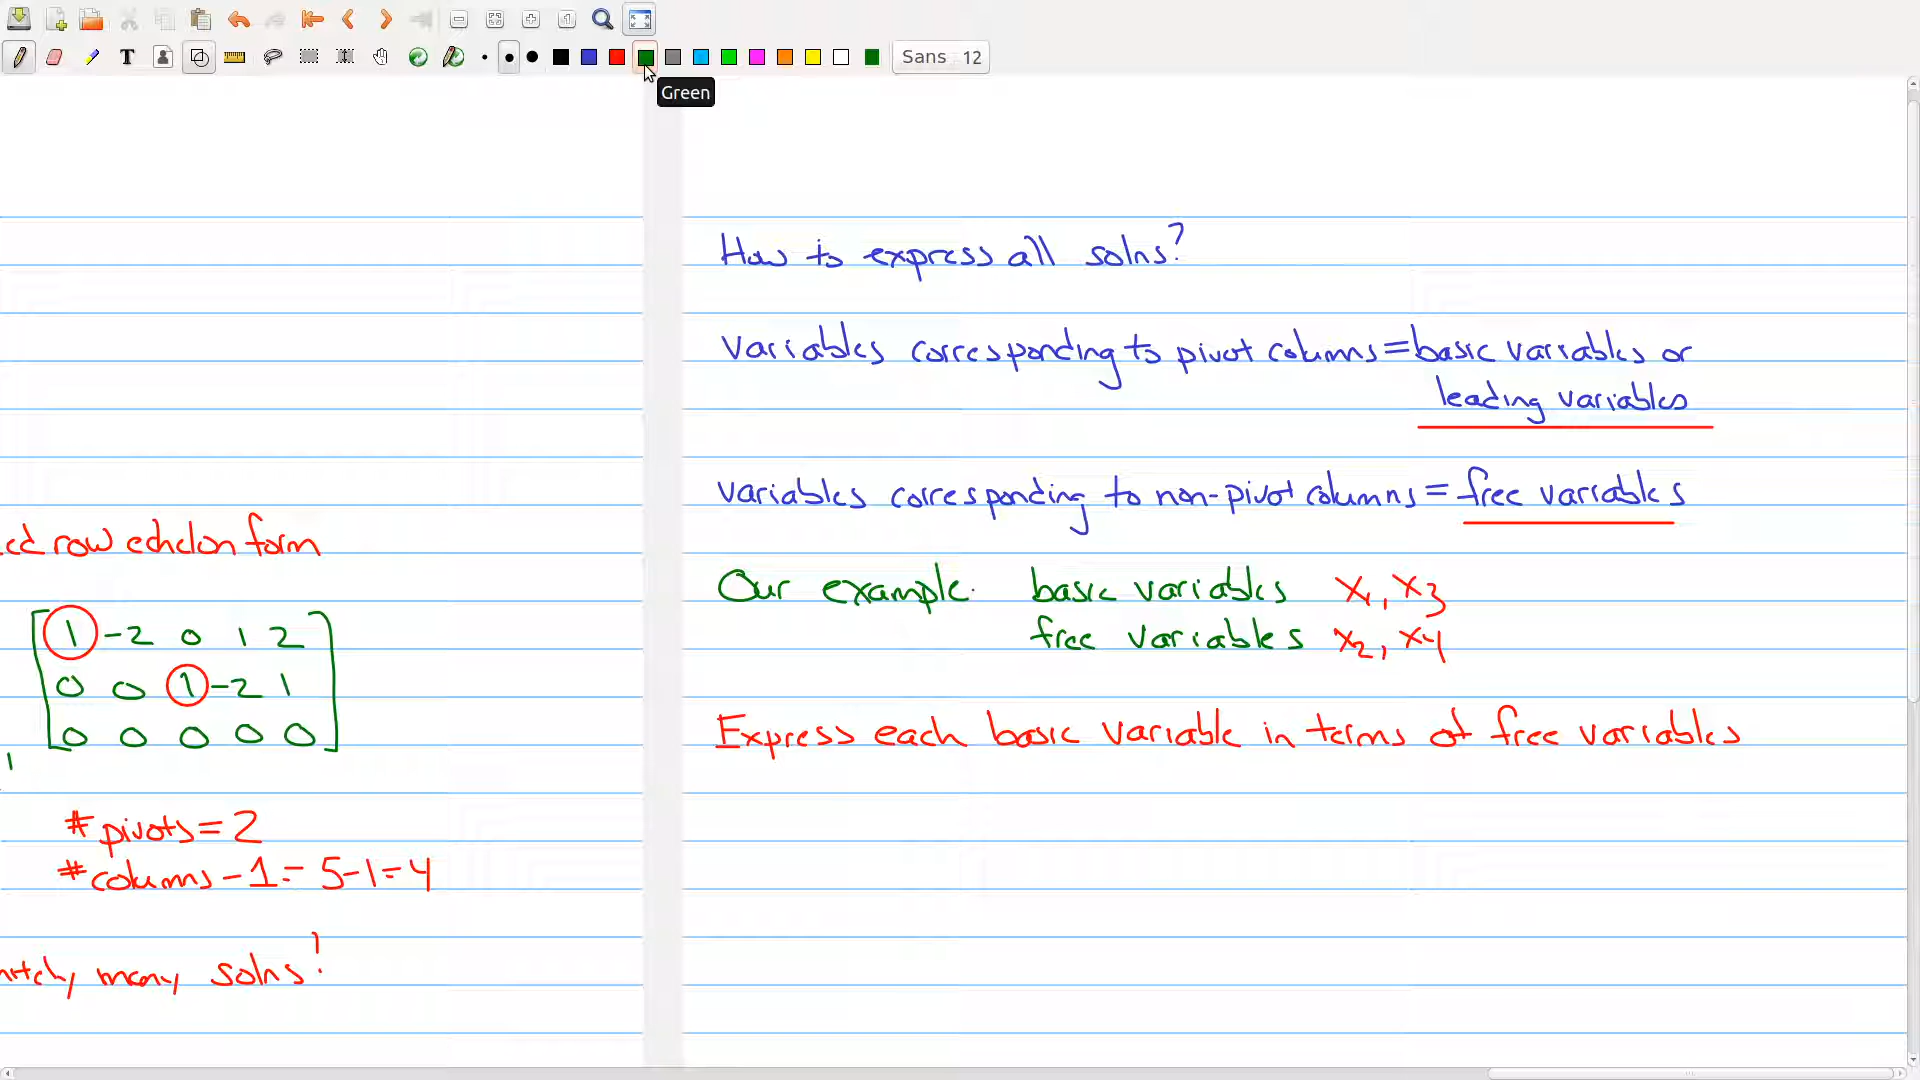 T
Sans 12
Green
How to express all solns?
variables corresponding to pivot columns = basic variables or
leading variables
variables corresponding to non-pivot columns = free variables
row echelon form
Our example: basic variables x1, x3
free variables x2, x4
1 -2 0 1 2
0 0 1 -2 1
0 0 0 0 0
1
Express each basic variable in terms of free variables
# pivots = 2
# columns - 1 = 5-1=4
many solns!